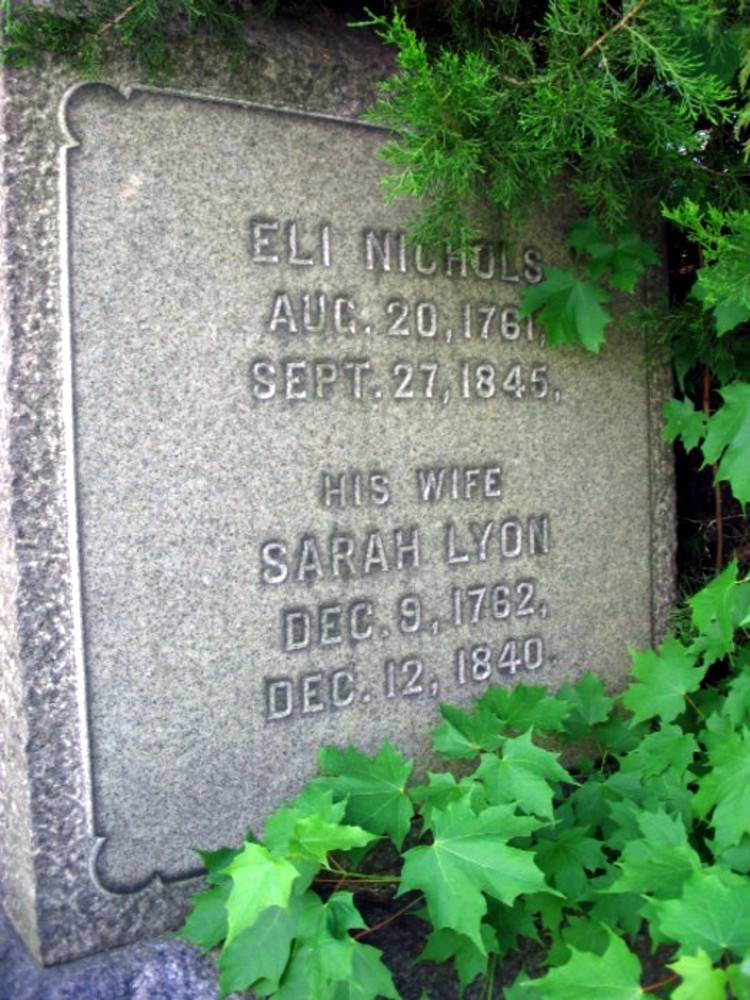 ELI NICHOLS
AUG. 20, 1761,
SEPT. 27, 1845.
HIS WIFE
SARAH LYON
DEC. 9, 1762,
DEC. 12, 1840.